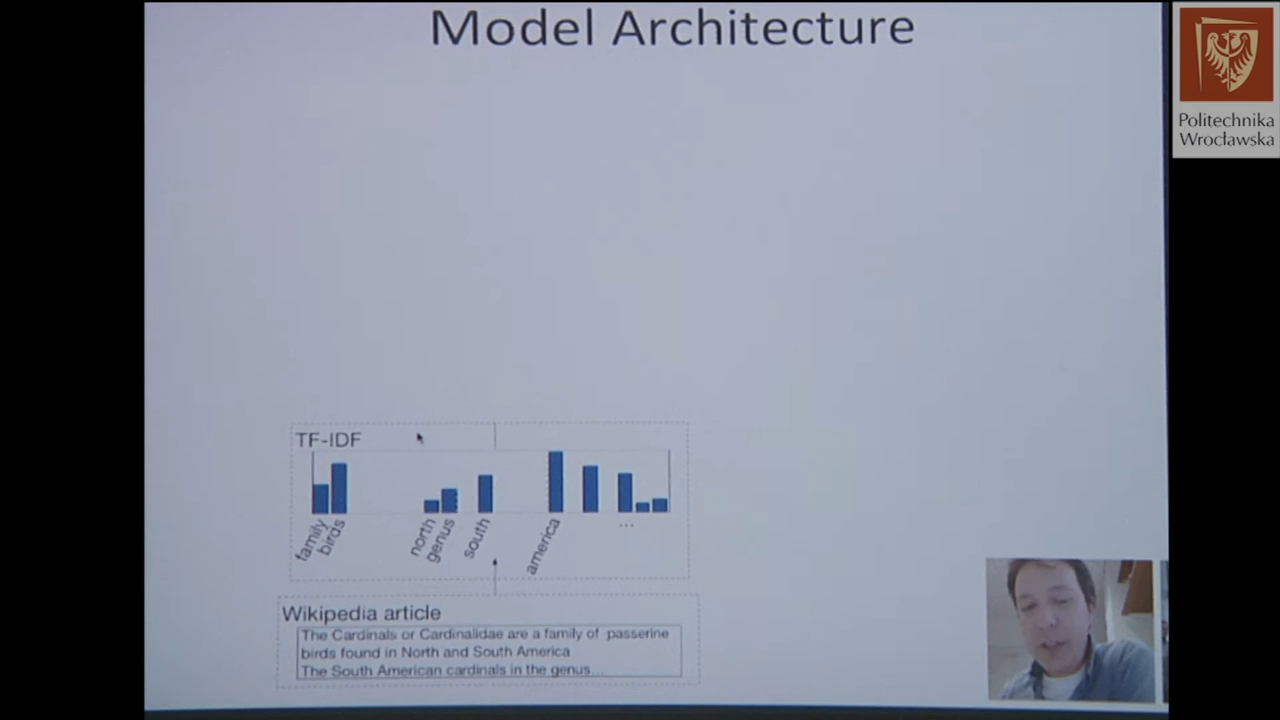 Model Architecture
Politechnika
Wrocławska
TF-IDF
family
birds
north
genus
south
america
...
Wikipedia article
The Cardinals or Cardinalidae are a family of passerine
birds found in North and South America
The South American cardinals in the genus...